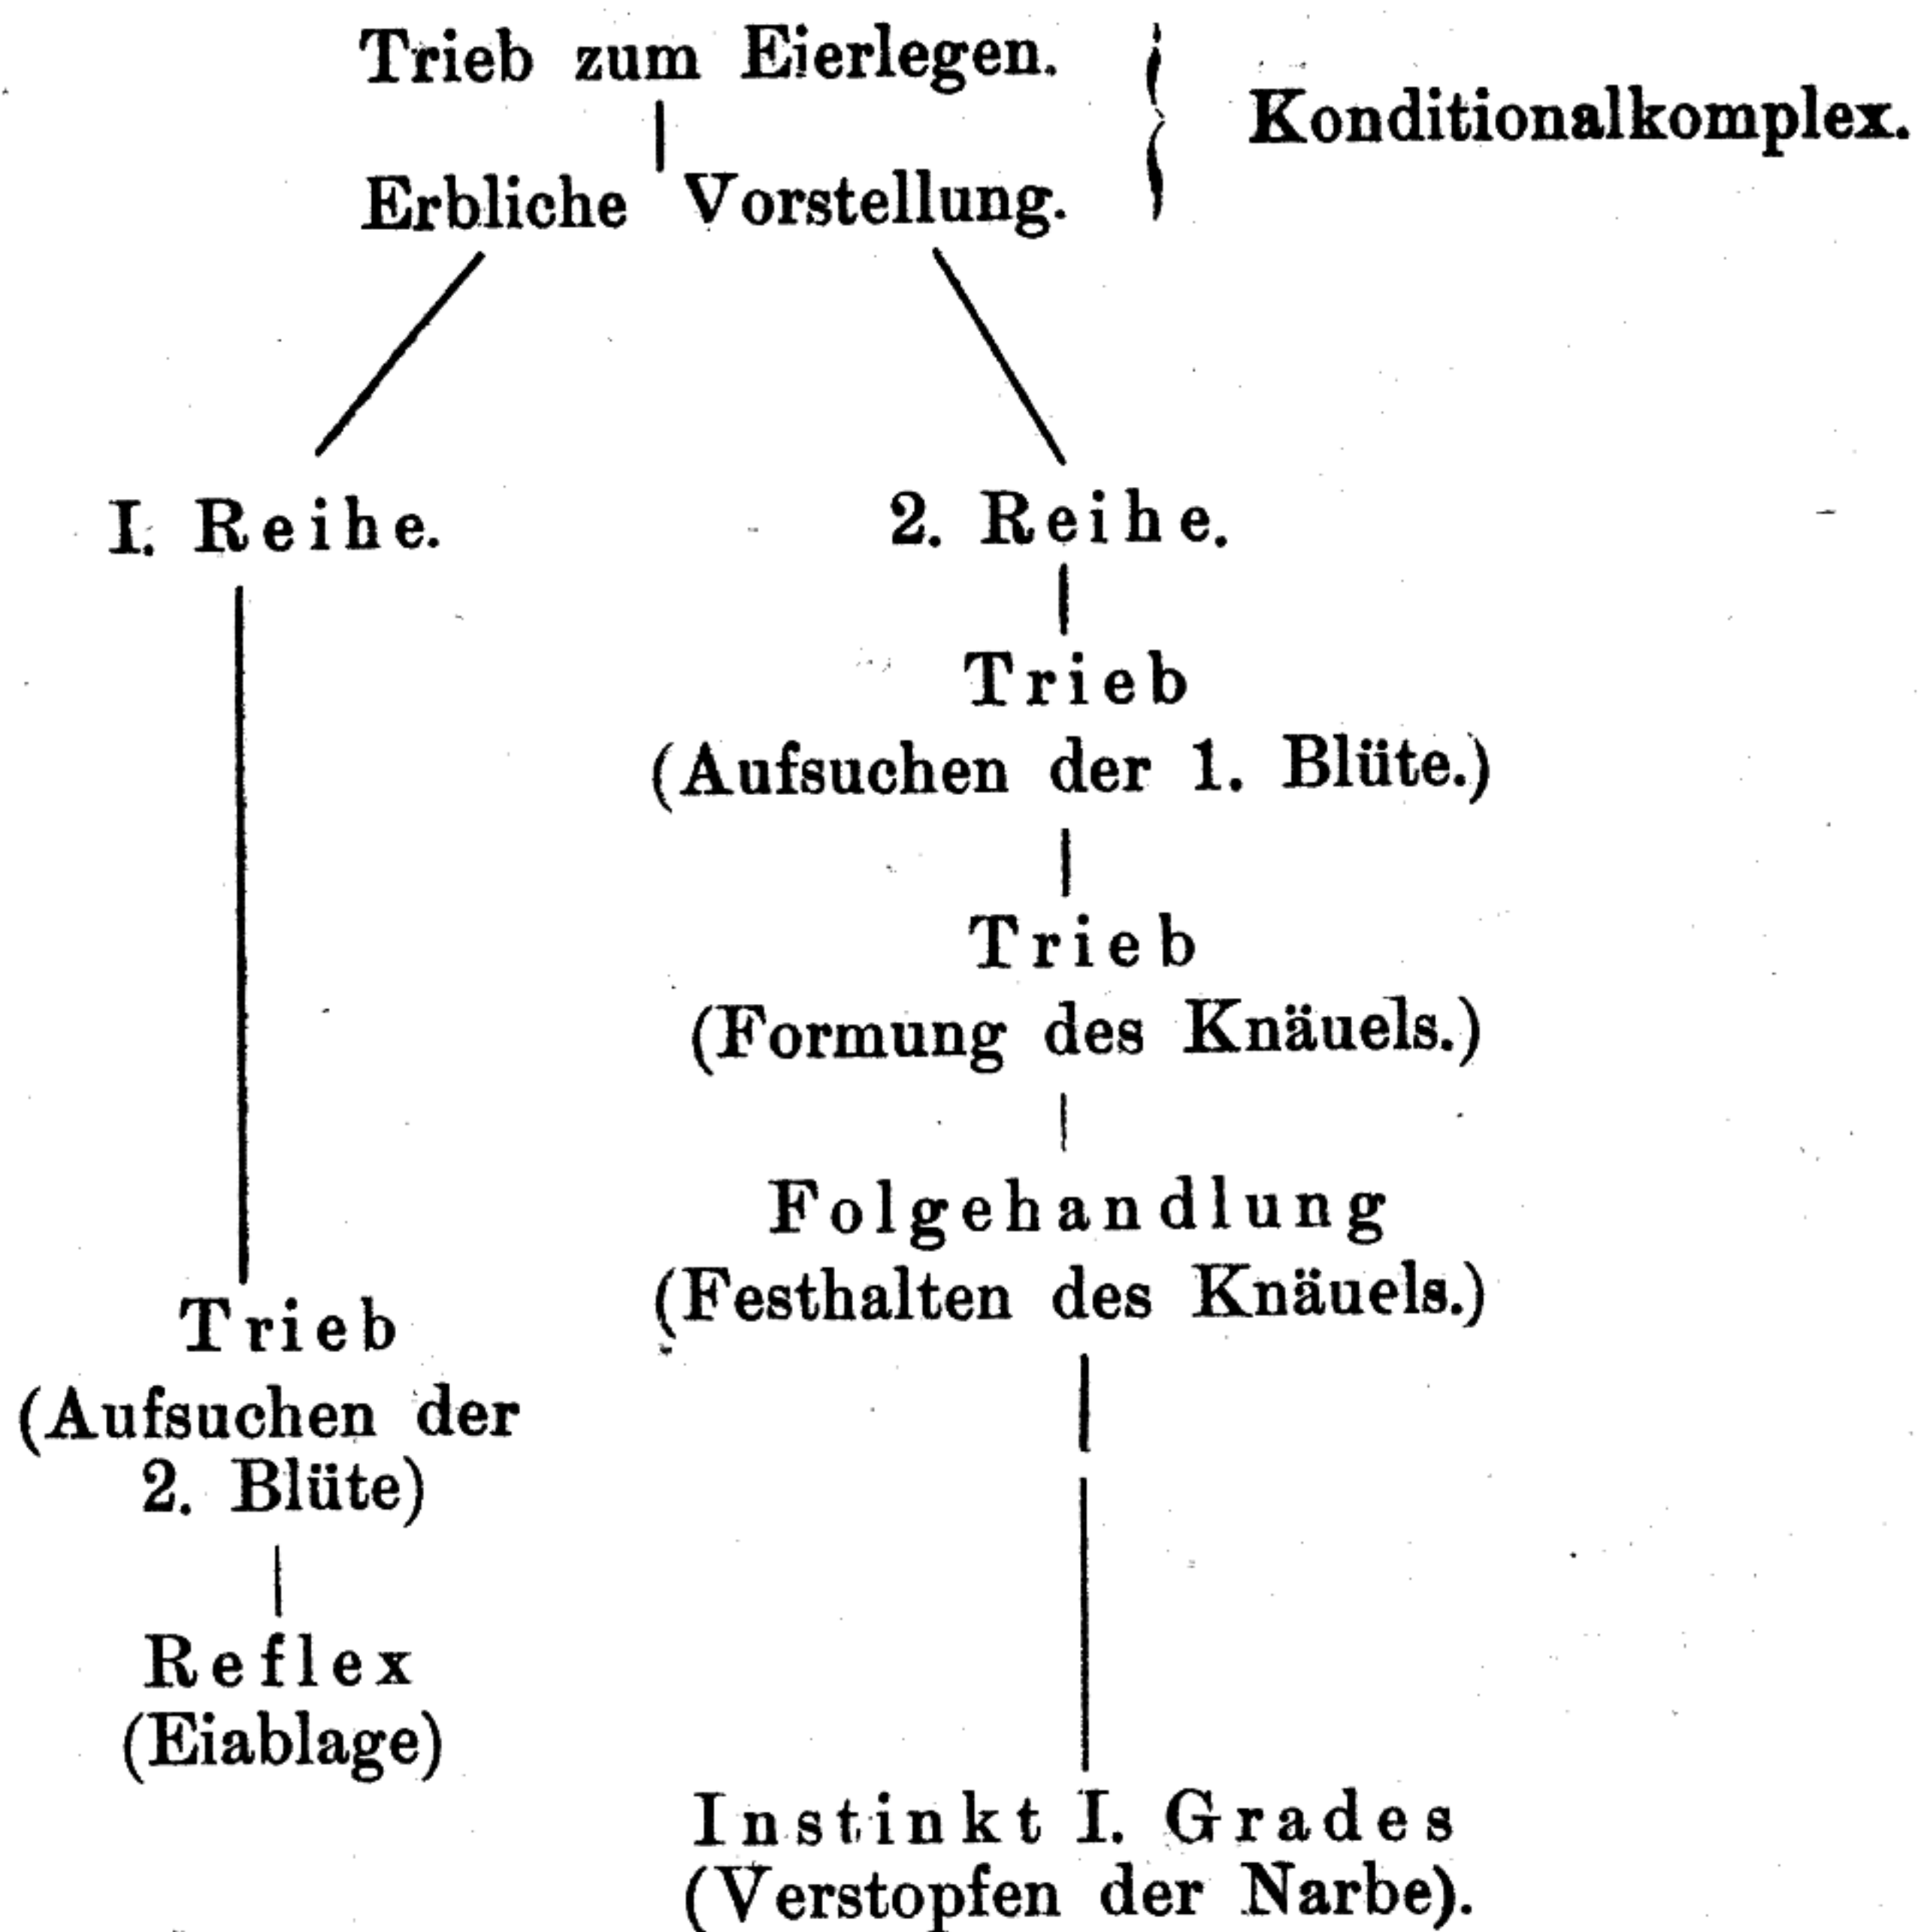 Trieb zum Eierlegen.
Konditionalkomplex.
Erbliche Vorstellung.
I. Reihe.
2. Reihe.
Trieb
(Aufsuchen der 1. Blüte.)
Trieb
(Formung des Knäuels.)
Folgehandlung
(Festhalten des Knäuels.)
Trieb
(Aufsuchen der
2. Blüte)
Reflex
(Eiablage)
Instinkt I. Grades
(Verstopfen der Narbe).